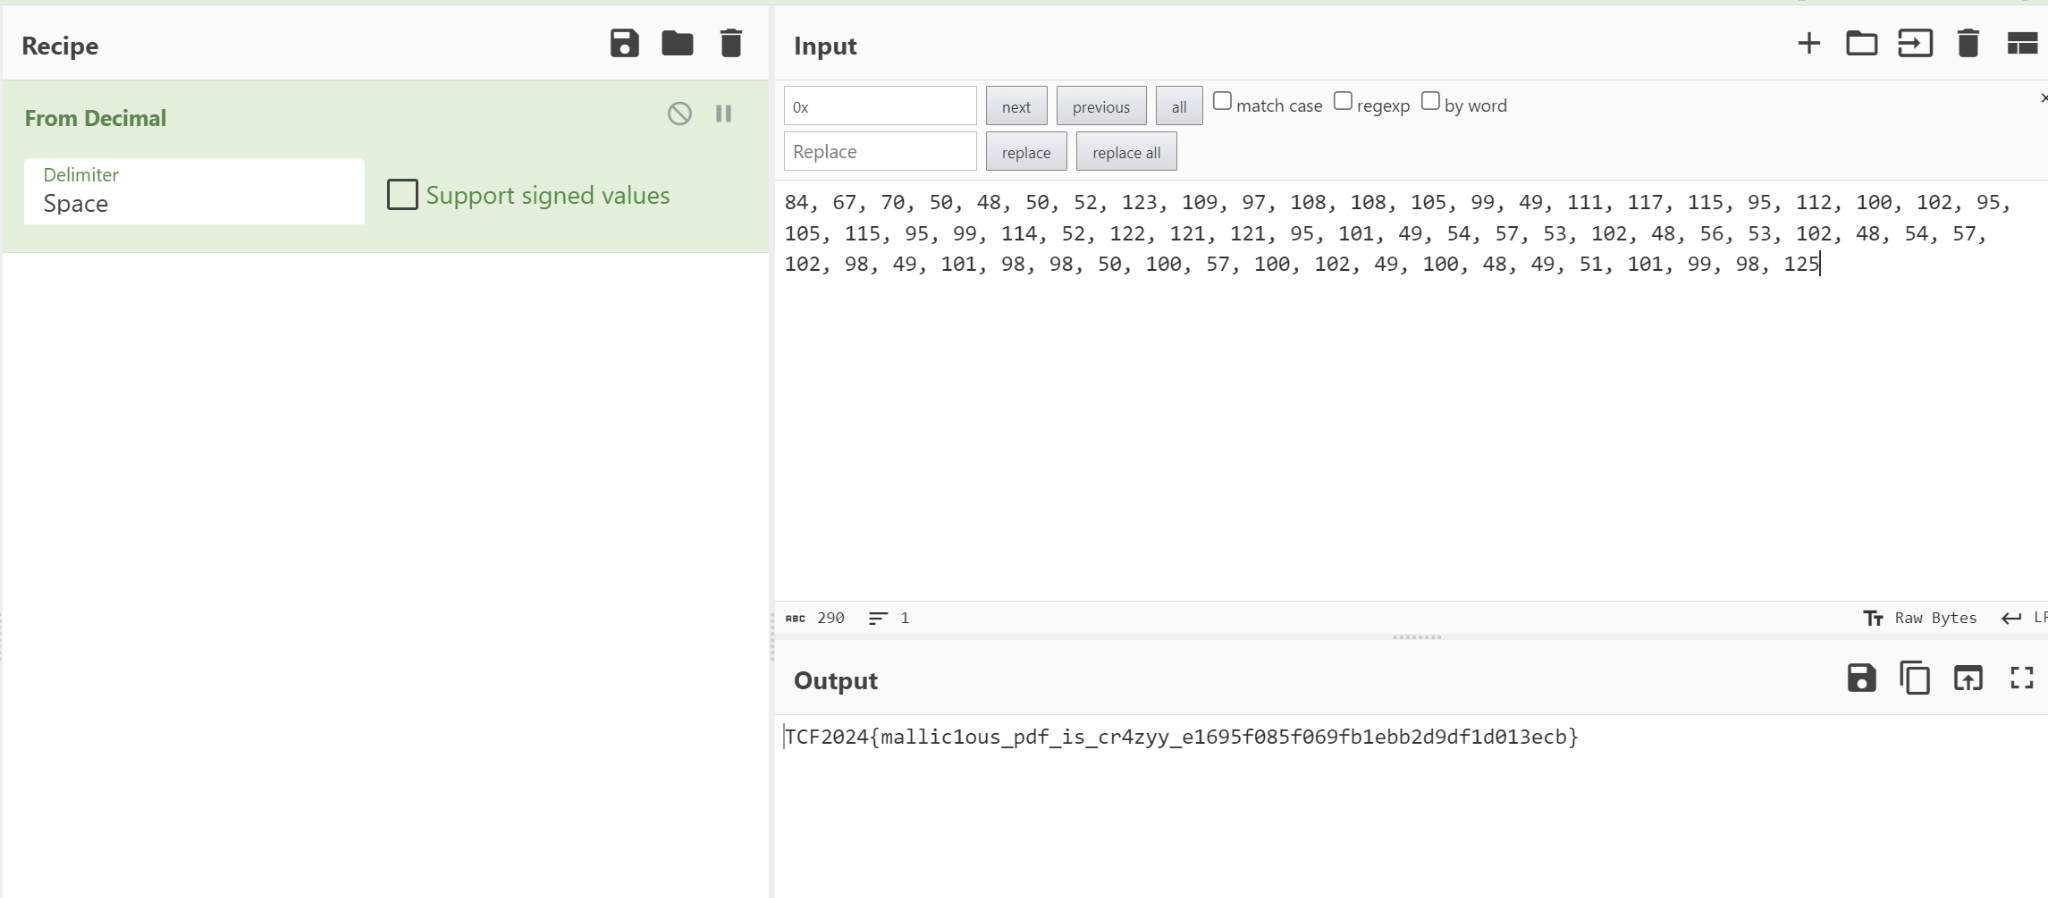 Recipe
From Decimal
Delimiter
Space
Support signed values
Input
0x
next previous all match case regexp by word
Replace
replace replace all
84, 67, 70, 50, 48, 50, 52, 123, 109, 97, 108, 108, 105, 99, 49, 111, 117, 115, 95, 112, 100, 102, 95,
105, 115, 95, 99, 114, 52, 122, 121, 121, 95, 101, 49, 54, 57, 53, 102, 48, 56, 53, 102, 48, 54, 57,
102, 98, 49, 101, 98, 98, 50, 100, 57, 100, 102, 49, 100, 48, 49, 51, 101, 99, 98, 125
ABC 290 1 Raw Bytes
Output
TCF2024{mallic1ous_pdf_is_cr4zyy_e1695f085f069fb1ebb2d9df1d013ecb}